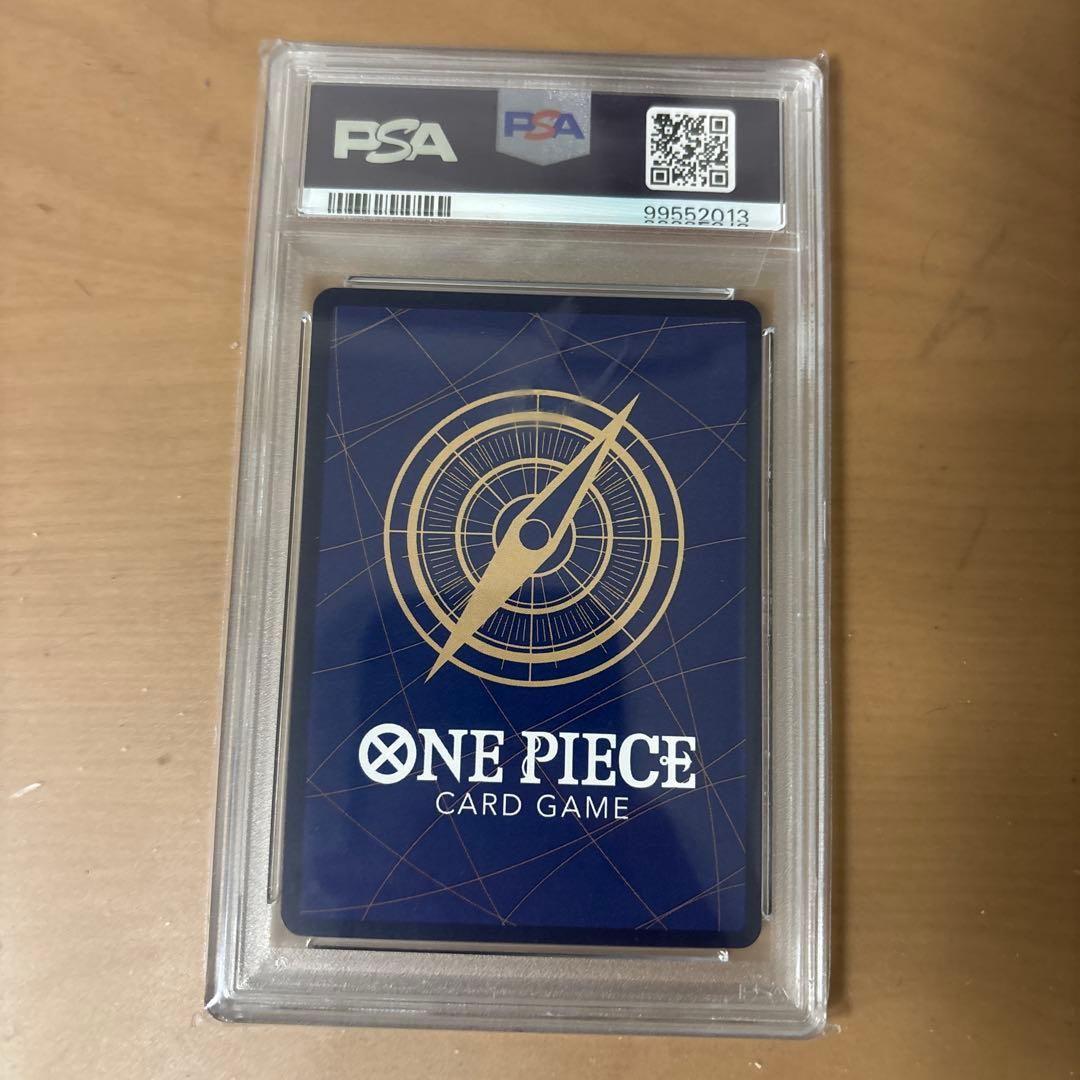 PSA
PSA
99552013
ONE PIECE
CARD GAME